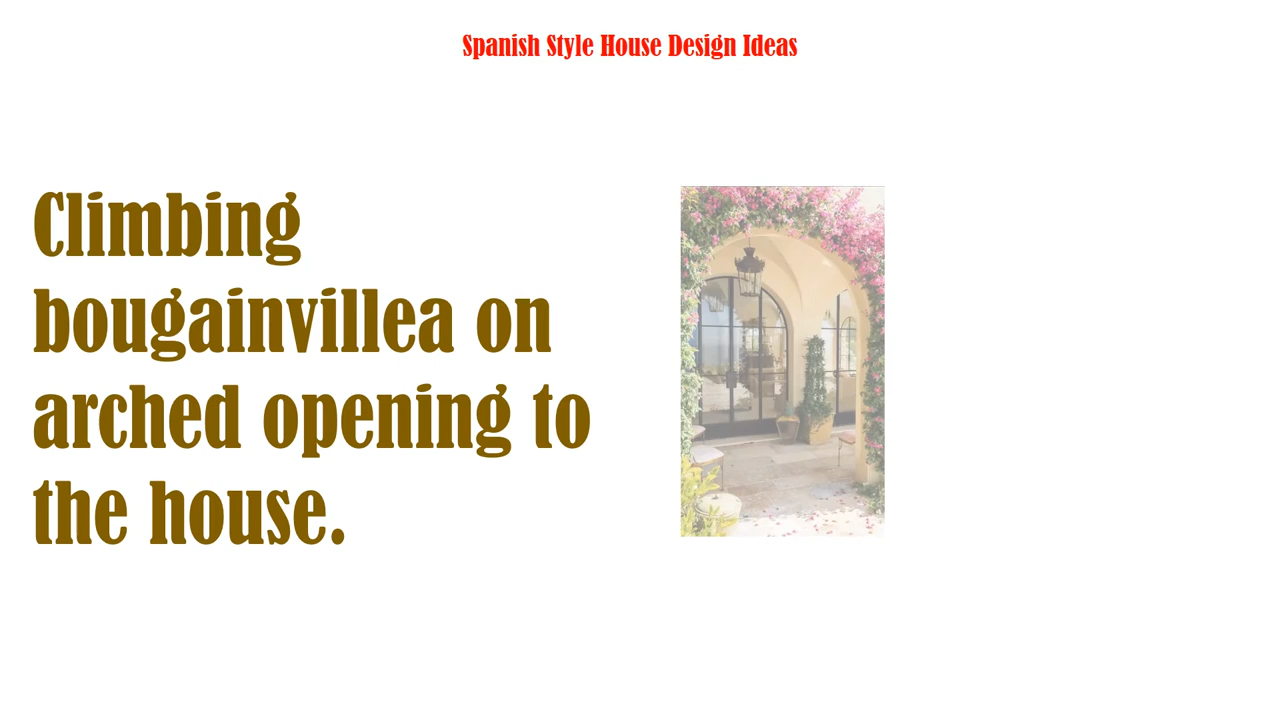 Spanish Style House Design Ideas
Climbing
bougainvillea on
arched opening to
the house.